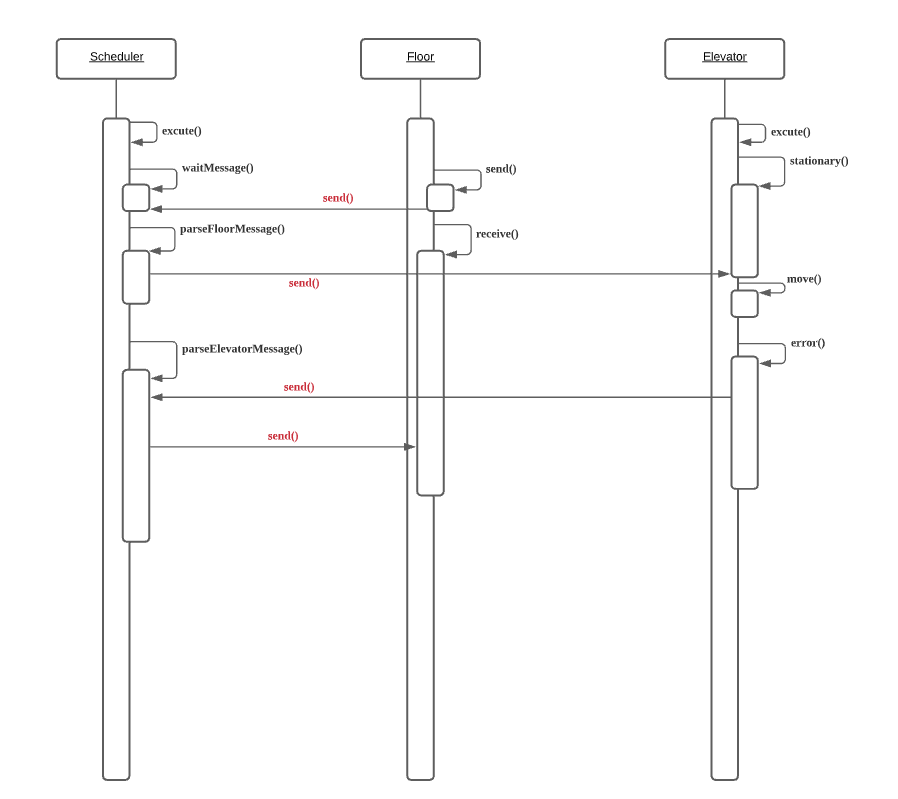 Scheduler
Floor
Elevator
excute()
excute()
waitMessage()
send()
stationary()
send()
parseFloorMessage()
receive()
send()
move()
parseElevatorMessage()
error()
send()
send()